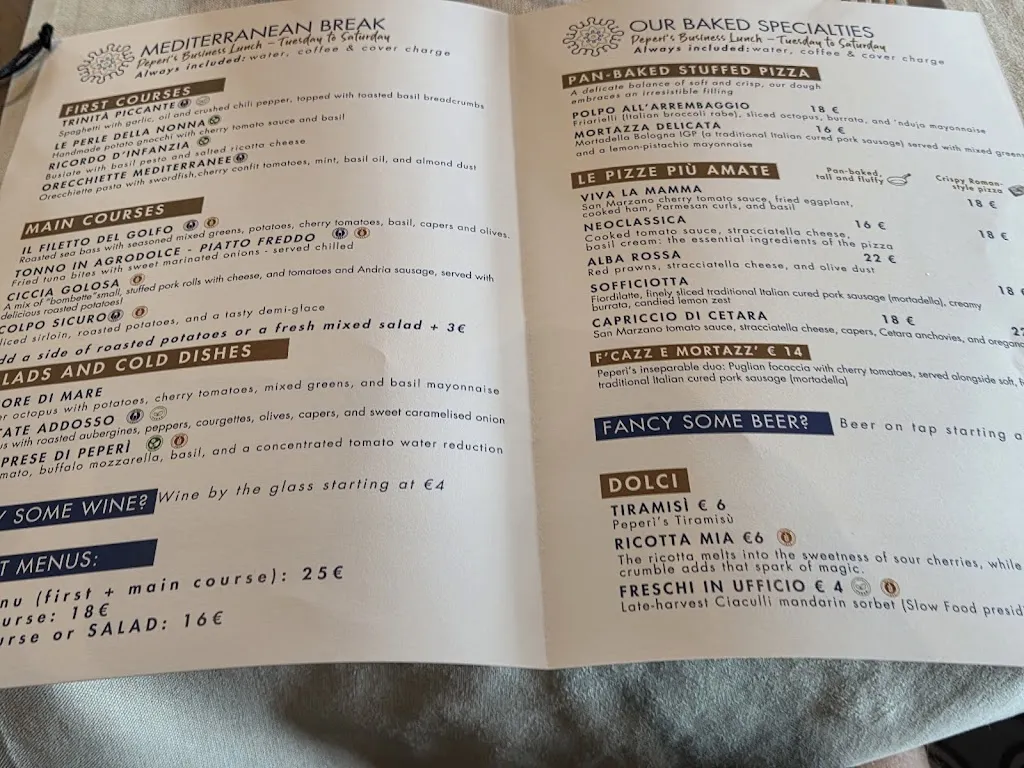 MEDITERRANEAN BREAK
Peperì's Business Lunch – Tuesday to Saturday
Always included: water, coffee & cover charge
FIRST COURSES
TRINITÀ PICCANTE
Spaghetti with garlic, oil and crushed chili pepper, topped with toasted basil breadcrumbs
LE PERLE DELLA NONNA
Handmade potato gnocchi with cherry tomato sauce and basil
RICORDO D'INFANZIA
Busiate with basil pesto and salted ricotta cheese
ORECCHIETTE MEDITERRANEE
Orecchiette pasta with swordfish, cherry confit tomatoes, mint, basil oil, and almond dust
MAIN COURSES
IL FILETTO DEL GOLFO
Roasted sea bass with seasoned mixed greens, potatoes, cherry tomatoes, basil, capers and olives.
TONNO IN AGRODOLCE - PIATTO FREDDO
Fried tuna bites with sweet marinated onions - served chilled
CICCIA GOLOSA
A mix of "bombette" small, stuffed pork rolls with cheese, and tomatoes and Andria sausage, served with
delicious roasted potatoes!
COLPO SICURO
liced sirloin, roasted potatoes, and a tasty demi-glace
dd a side of roasted potatoes or a fresh mixed salad + 3€
LADS AND COLD DISHES
ORE DI MARE
er octopus with potatoes, cherry tomatoes, mixed greens, and basil mayonnaise
TATE ADDOSSO
us with roasted aubergines, peppers, courgettes, olives, capers, and sweet caramelised onion
PRESE DI PEPERÌ
mato, buffalo mozzarella, basil, and a concentrated tomato water reduction
Y SOME WINE? Wine by the glass starting at €4
T MENUS:
nu (first + main course): 25€
urse: 18€
urse or SALAD: 16€
OUR BAKED SPECIALTIES
Peperì's Business Lunch – Tuesday to Saturday
Always included: water, coffee & cover charge
PAN-BAKED STUFFED PIZZA
A delicate balance of soft and crisp, our dough
embraces an irresistible filling
POLPO ALL'ARREMBAGGIO 18 €
Friarielli (Italian broccoli rabe), sliced octopus, burrata, and 'nduja mayonnaise
MORTAZZA DELICATA 16 €
Mortadella Bologna IGP (a traditional Italian cured pork sausage) served with mixed greens
and a lemon-pistachio mayonnaise
LE PIZZE PIÙ AMATE Pan-baked, tall and fluffy Crispy Roman-style pizza
VIVA LA MAMMA 18 €
San Marzano cherry tomato sauce, fried eggplant,
cooked ham, Parmesan curls, and basil
NEOCLASSICA 16 € 18 €
Cooked tomato sauce, stracciatella cheese,
basil cream: the essential ingredients of the pizza
ALBA ROSSA 22 €
Red prawns, stracciatella cheese, and olive dust
SOFFICIOTTA 18 €
Fiordilatte, finely sliced traditional Italian cured pork sausage (mortadella), creamy
burrata, candied lemon zest
CAPRICCIO DI CETARA 18 €
San Marzano tomato sauce, stracciatella cheese, capers, Cetara anchovies, and oregano
F'CAZZ E MORTAZZ' € 14
Peperì's inseparable duo: Puglian focaccia with cherry tomatoes, served alongside soft,
traditional Italian cured pork sausage (mortadella)
FANCY SOME BEER? Beer on tap starting a
DOLCI
TIRAMISÌ € 6
Peperì's Tiramisù
RICOTTA MIA €6
The ricotta melts into the sweetness of sour cherries, while
crumble adds that spark of magic.
FRESCHI IN UFFICIO € 4
Late-harvest Ciaculli mandarin sorbet (Slow Food presid